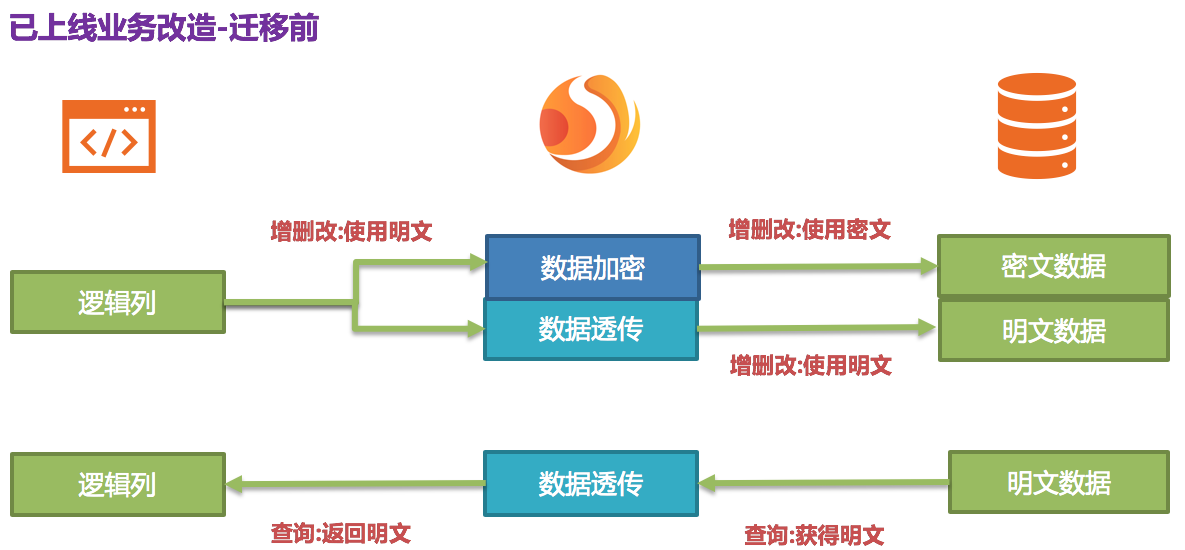 已上线业务改造-迁移前
增删改:使用明文
增删改:使用密文
逻辑列
数据加密
密文数据
数据透传
明文数据
增删改:使用明文
逻辑列
数据透传
明文数据
查询:返回明文
查询:获得明文